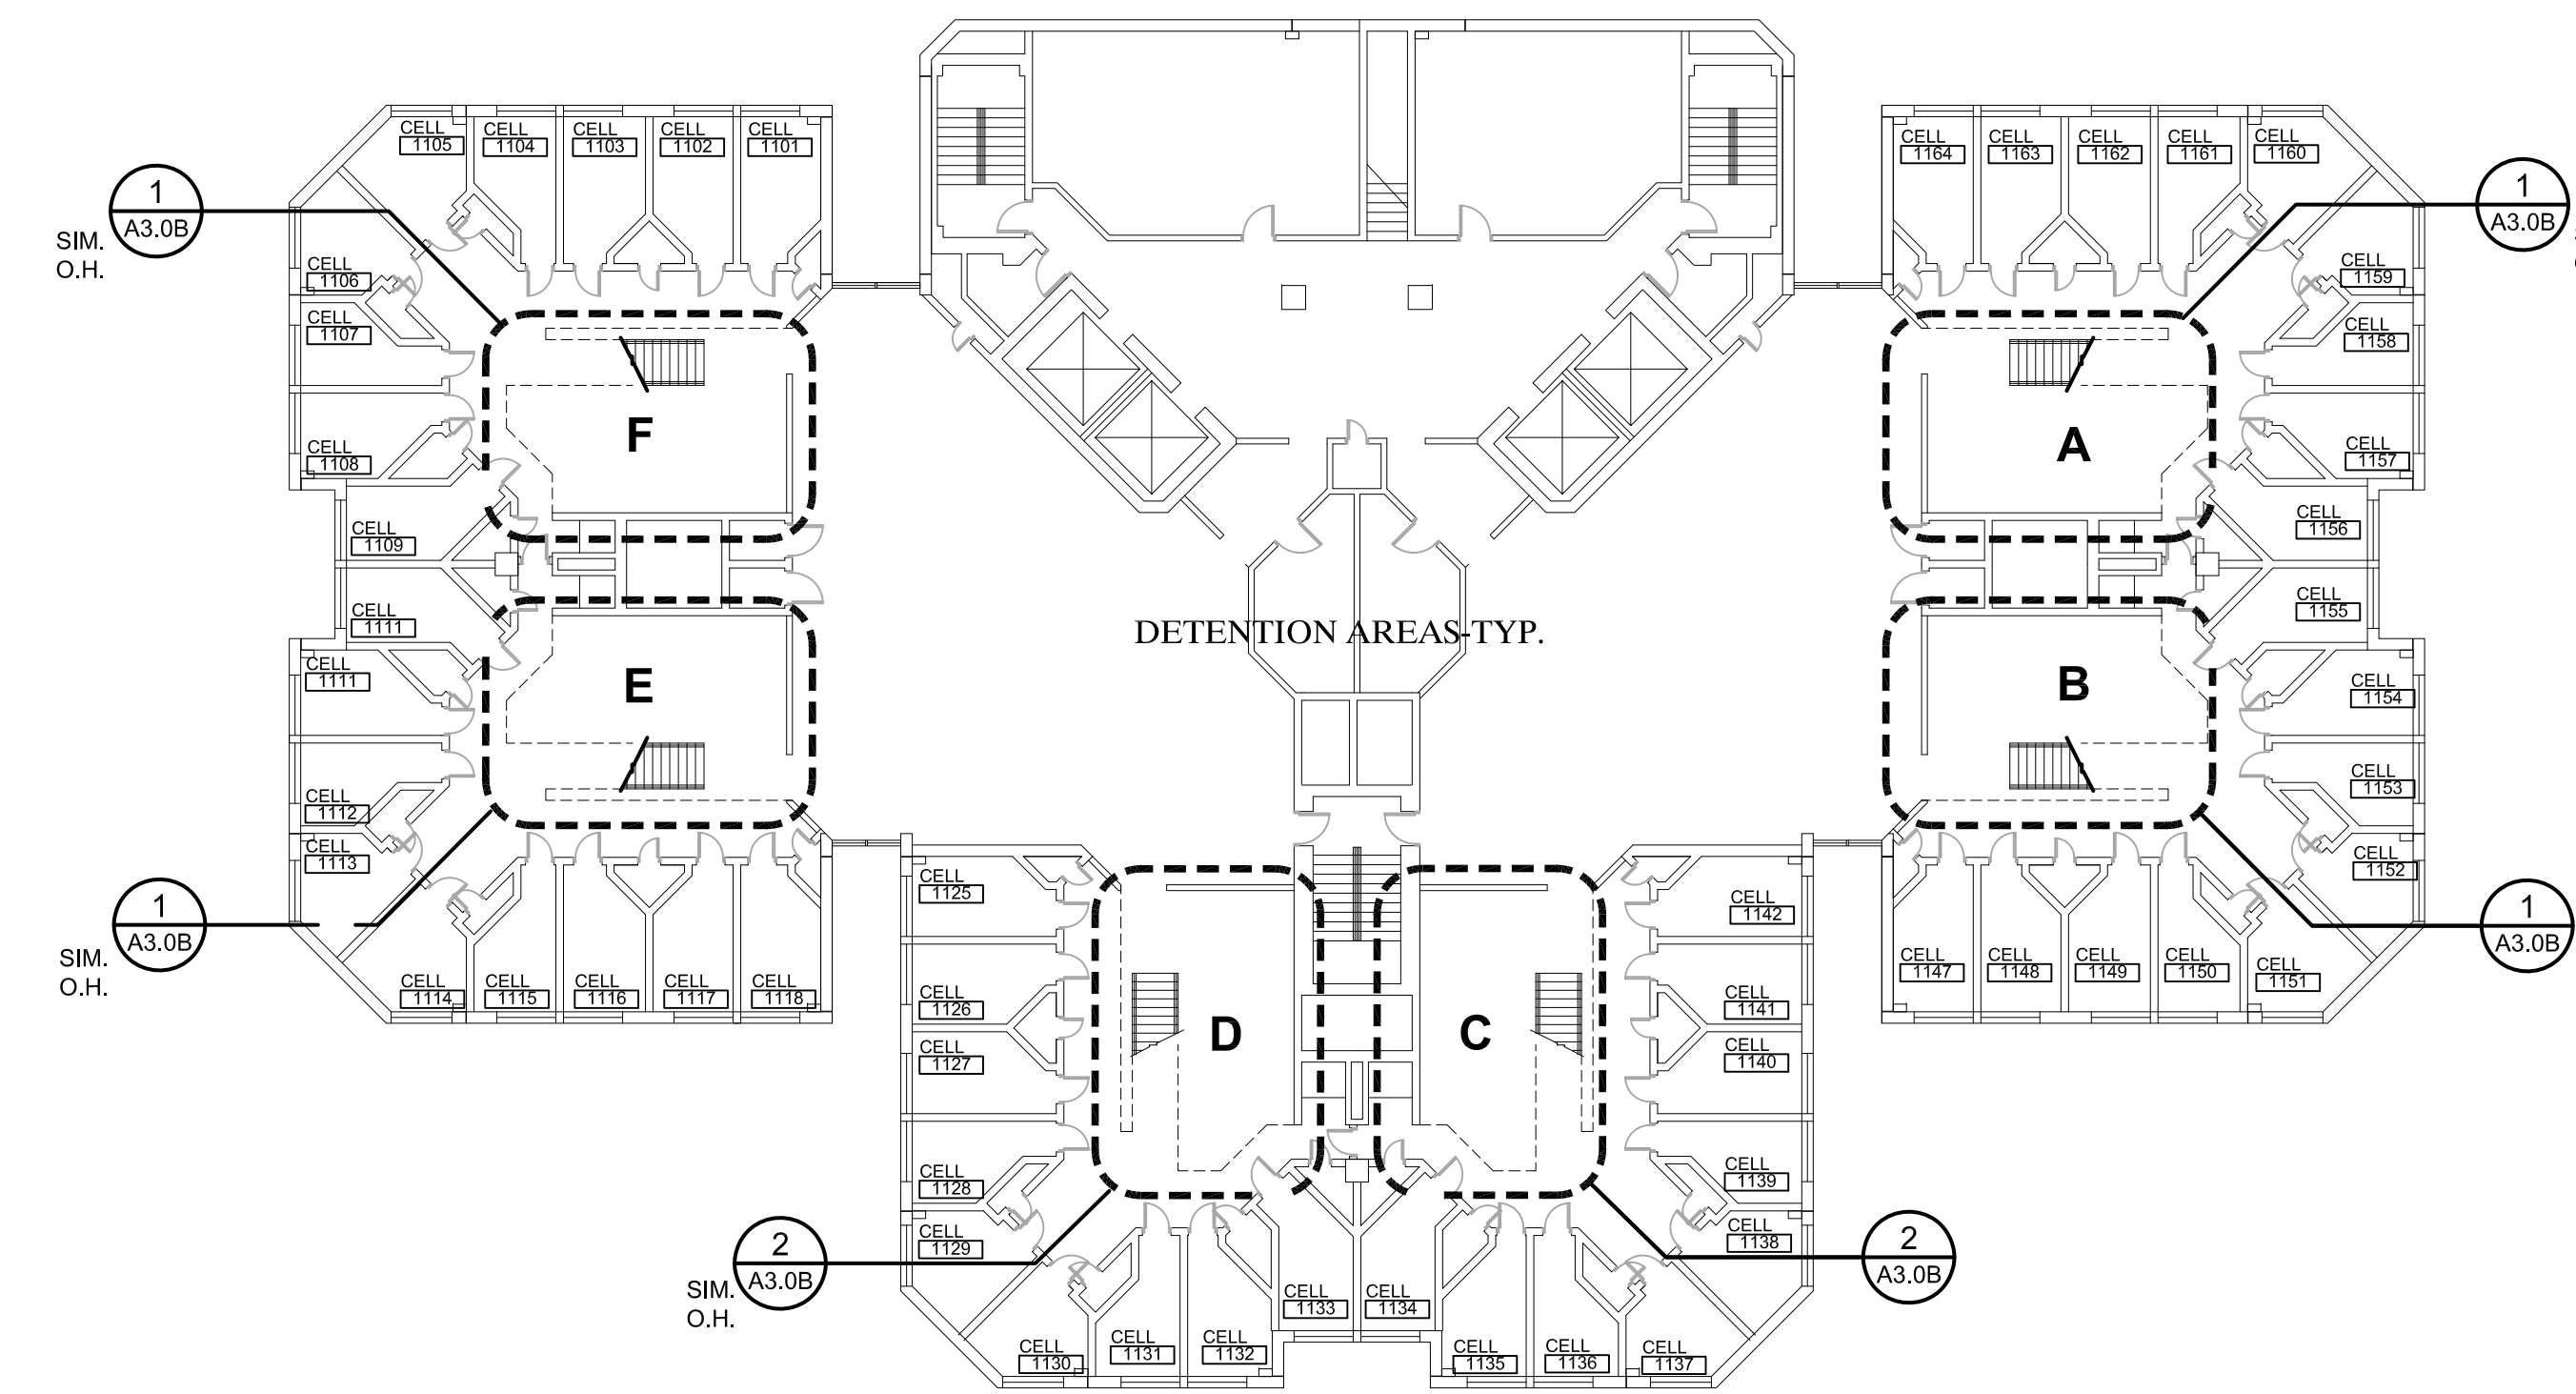 CELL
1105
CELL
1104
CELL
1103
CELL
1102
CELL
1101
CELL
1164
CELL
1163
CELL
1162
CELL
1161
CELL
1160
1
A3.0B
SIM.
O.H.
1
A3.0B
CELL
1106
CELL
1107
CELL
1108
CELL
1159
CELL
1158
CELL
1157
F
A
CELL
1109
CELL
1111
CELL
1156
CELL
1155
DETENTION AREAS-TYP.
E
B
CELL
1111
CELL
1112
CELL
1113
CELL
1154
CELL
1153
CELL
1152
1
A3.0B
SIM.
O.H.
1
A3.0B
CELL
1114
CELL
1115
CELL
1116
CELL
1117
CELL
1118
CELL
1147
CELL
1148
CELL
1149
CELL
1150
CELL
1151
CELL
1125
CELL
1126
CELL
1127
CELL
1128
CELL
1129
D
C
CELL
1142
CELL
1141
CELL
1140
CELL
1139
CELL
1138
2
A3.0B
SIM.
O.H.
2
A3.0B
CELL
1130
CELL
1131
CELL
1132
CELL
1133
CELL
1134
CELL
1135
CELL
1136
CELL
1137